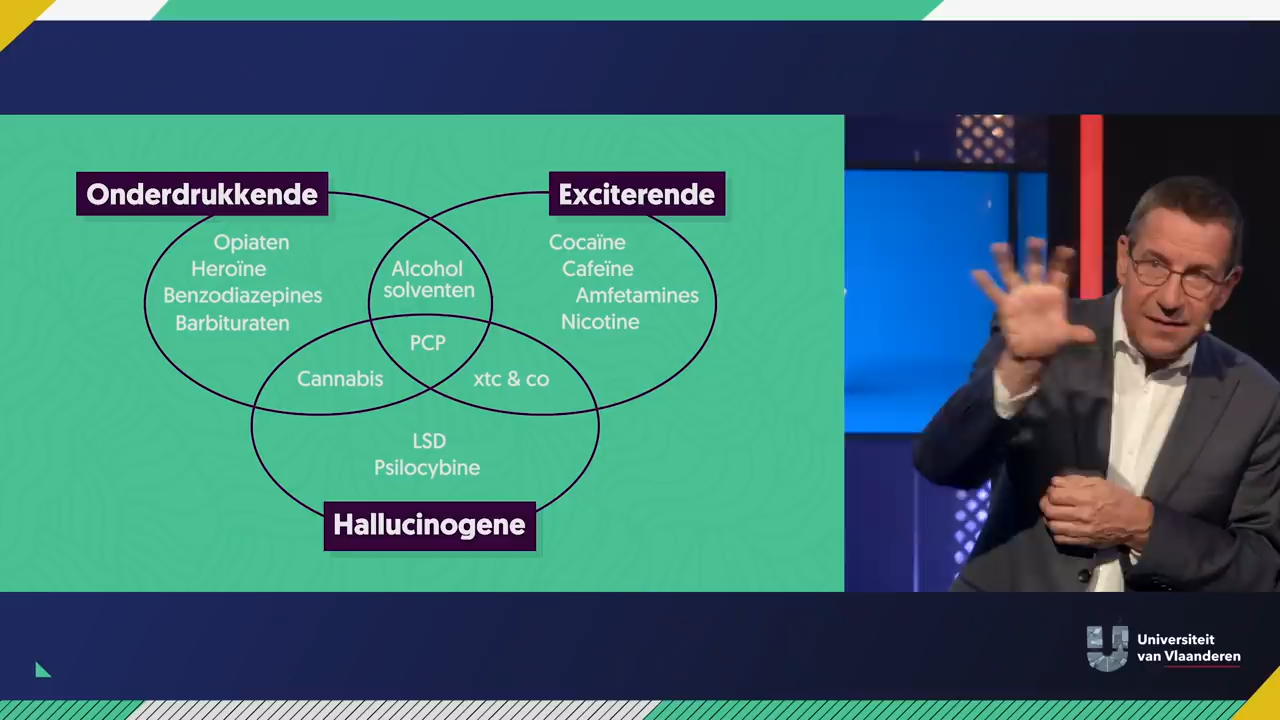 Onderdrukkende
Exciterende
Opiaten
Heroïne
Benzodiazepines
Barbituraten
Alcohol
solventen
Cocaïne
Cafeïne
Amfetamines
Nicotine
PCP
Cannabis
xtc & co
LSD
Psilocybine
Hallucinogene
Universiteit
van Vlaanderen